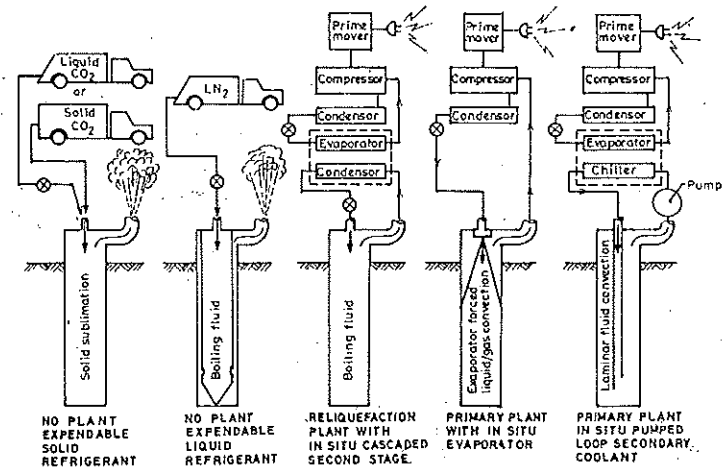 Liquid
CO2
or
Solid
CO2
Solid sublimation
NO PLANT
EXPENDABLE
SOLID
REFRIGERANT
LN2
Boiling fluid
NO PLANT
EXPENDABLE
LIQUID
REFRIGERANT
Prime
mover
Compressor
Condensor
Evaporator
Condensor
Boiling fluid
RELIQUEFACTION
PLANT WITH
IN SITU CASCADED
SECOND STAGE.
Prime
mover
Compressor
Condensor
Evaporator forced
liquid/gas convection
PRIMARY PLANT
WITH IN SITU
EVAPORATOR
Prime
mover
Compressor
Condensor
Evaporator
Chiller
Pump
Laminar fluid convection
PRIMARY PLANT
IN SITU PUMPED
LOOP SECONDARY
COOLANT